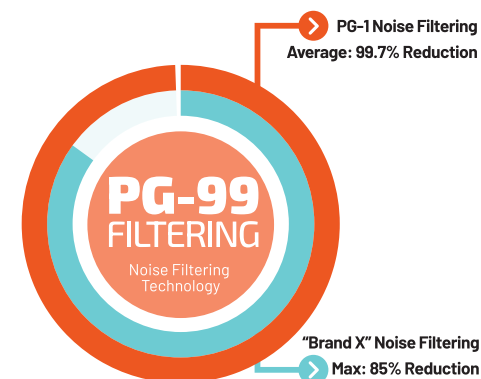 PG-1 Noise Filtering
Average: 99.7% Reduction
PG-99
FILTERING
Noise Filtering
Technology
“Brand X” Noise Filtering
Max: 85% Reduction